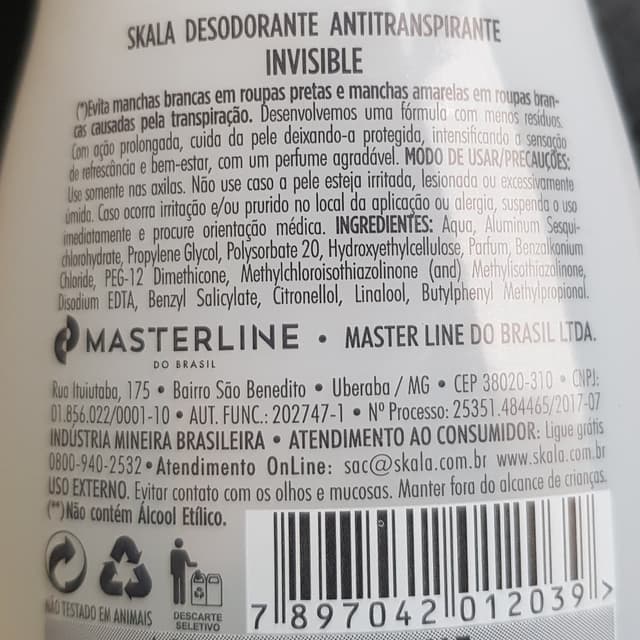 SKALA DESODORANTE ANTITRANSPIRANTE
INVISIBLE
(*)Evita manchas brancas em roupas pretas e manchas amarelas em roupas bran-
cas causadas pela transpiração. Desenvolvemos uma fórmula com menos resíduos.
Com ação prolongada, cuida da pele deixando-a protegida, intensificando a sensação
de refrescância e bem-estar, com um perfume agradável. MODO DE USAR/PRECAUÇÕES:
Use somente nas axilas. Não use caso a pele esteja irritada, lesionada ou excessivamente
úmida. Caso ocorra irritação e/ou prurido no local da aplicação ou alergia, suspenda o uso
imediatamente e procure orientação médica. INGREDIENTES: Aqua, Aluminum Sesqui-
chlorohydrate, Propylene Glycol, Polysorbate 20, Hydroxyethylcellulose, Parfum, Benzalkonium
Chloride, PEG-12 Dimethicone, Methylchloroisothiazolinone (and) Methylisothiazolinone,
Disodium EDTA, Benzyl Salicylate, Citronellol, Linalool, Butylphenyl Methylpropional.
MASTERLINE • MASTER LINE DO BRASIL LTDA.
DO BRASIL
Rua Ituiutaba, 175 • Bairro São Benedito • Uberaba / MG • CEP 38020-310 • CNPJ:
01.856.022/0001-10 • AUT. FUNC.: 202747-1 • Nº Processo: 25351.484465/2017-07
INDÚSTRIA MINEIRA BRASILEIRA • ATENDIMENTO AO CONSUMIDOR: Ligue grátis
0800-940-2532 • Atendimento OnLine: sac@skala.com.br www.skala.com.br
USO EXTERNO. Evitar contato com os olhos e mucosas. Manter fora do alcance de crianças.
(**)Não contém Álcool Etílico.
NÃO TESTADO EM ANIMAIS
DESCARTE
SELETIVO
7 897042 012039 >